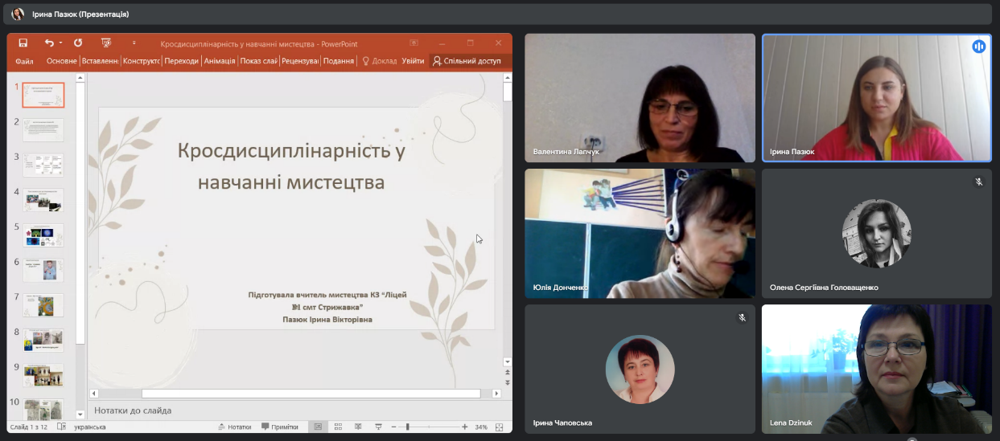 Ірина Пазюк (Презентація)
Кросдисциплінарність у навчанні мистецтва - PowerPoint
Файл Основне Вставленн Конструкт Переходи Анімація Показ слай Рецензува Подання Доклад Увійти Спільний доступ
1
2
3
4
5
6
7
8
9
10
Кросдисциплінарність у
навчанні мистецтва
Підготувала вчитель мистецтва КЗ "Ліцей
№1 смт Стрижавка"
Пазюк Ірина Вікторівна
Нотатки до слайда
Слайд 1 з 12 українська Нотатки Примітки 34%
Валентина Лапчук
Ірина Пазюк
Юлія Донченко
Олена Сергіївна Головащенко
Ірина Чаповська
Lena Dzinuk